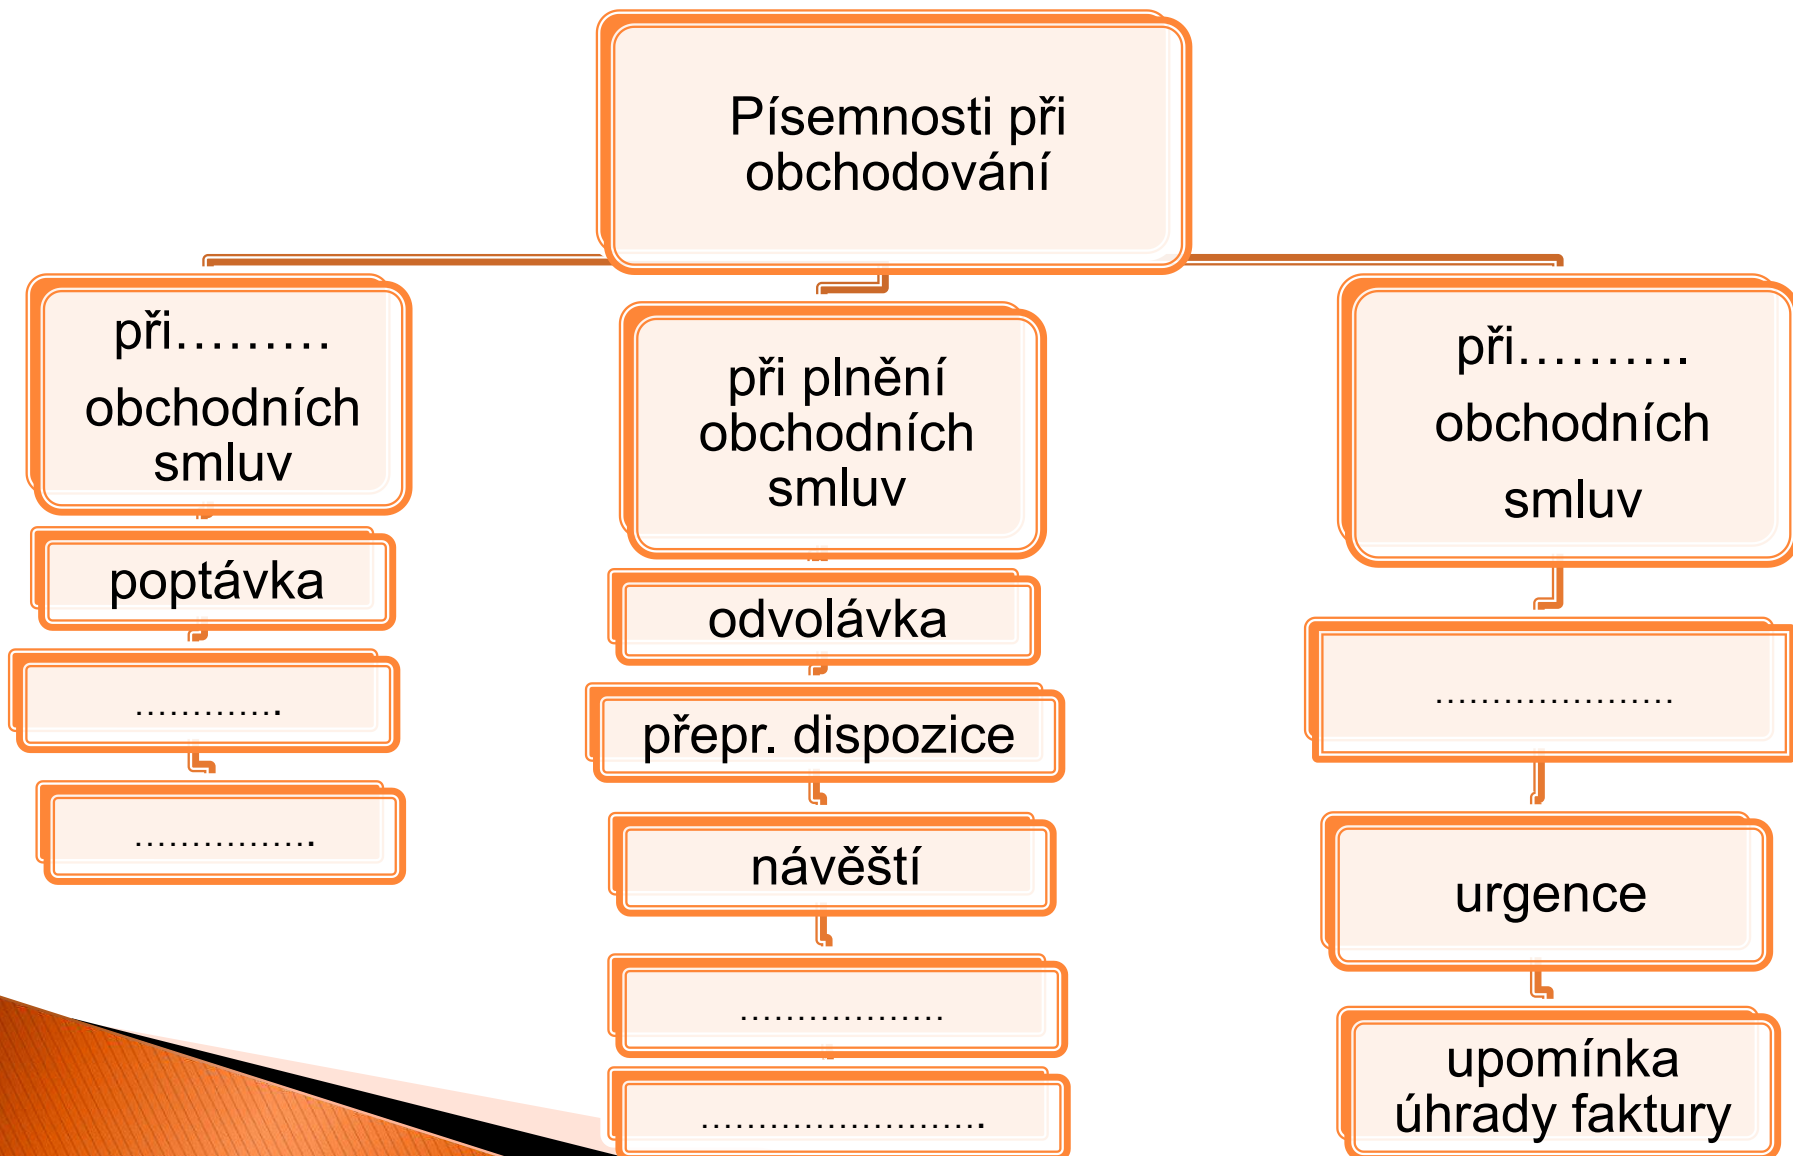 Písemnosti při
obchodování
při………
obchodních
smluv
poptávka
………….
…………….
při plnění
obchodních
smluv
odvolávka
přepr. dispozice
návěští
………………
…………………….
při……….
obchodních
smluv
…………………
urgence
upomínka
úhrady faktury